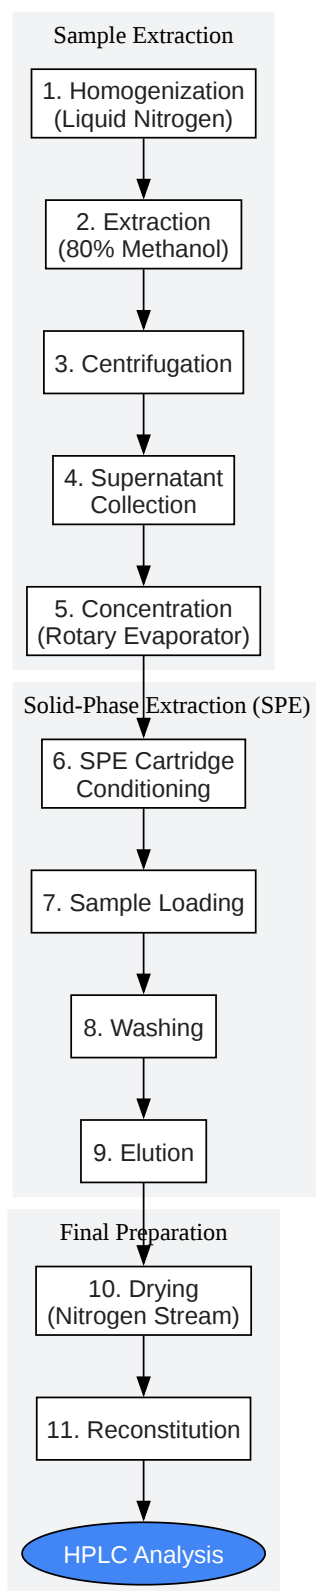 Sample Extraction
1. Homogenization
(Liquid Nitrogen)
2. Extraction
(80% Methanol)
3. Centrifugation
4. Supernatant
Collection
5. Concentration
(Rotary Evaporator)
Solid-Phase Extraction (SPE)
6. SPE Cartridge
Conditioning
7. Sample Loading
8. Washing
9. Elution
Final Preparation
10. Drying
(Nitrogen Stream)
11. Reconstitution
HPLC Analysis